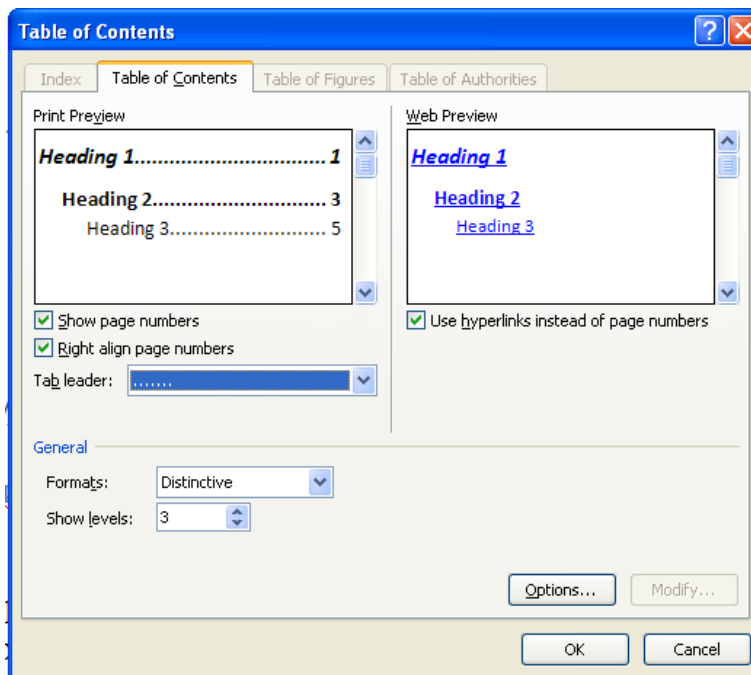 Table of Contents
Index Table of Contents Table of Figures Table of Authorities
Print Preview
Heading 1................................... 1
Heading 2................................ 3
Heading 3............................. 5
Show page numbers
Right align page numbers
Tab leader: .......
Web Preview
Heading 1
Heading 2
Heading 3
Use hyperlinks instead of page numbers
General
Formats: Distinctive
Show levels: 3
Options... Modify...
OK Cancel